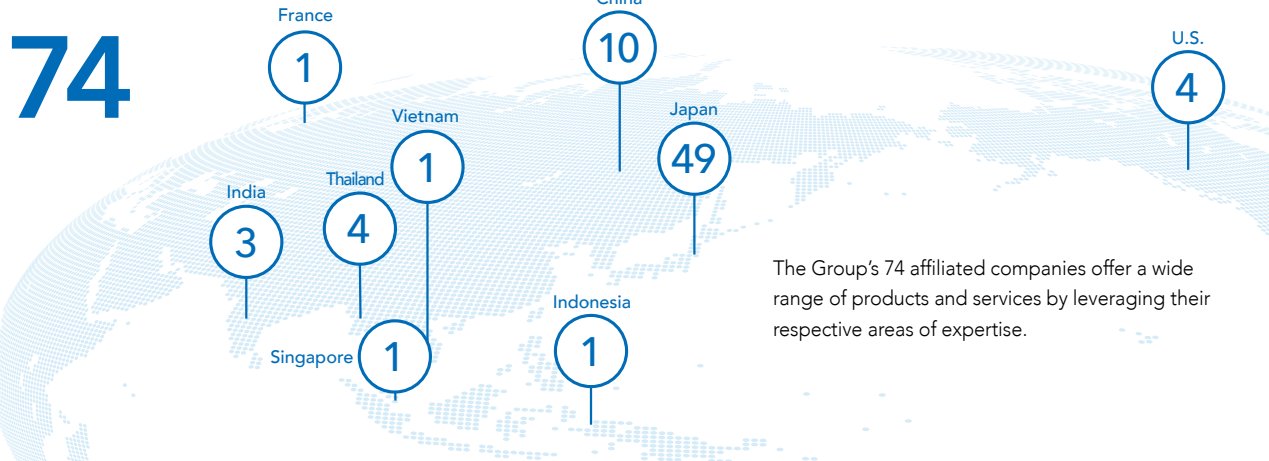 74
France
1
China
10
U.S.
4
Vietnam
1
Japan
49
India
3
Thailand
4
The Group’s 74 affiliated companies offer a wide
range of products and services by leveraging their
respective areas of expertise.
Singapore
1
Indonesia
1